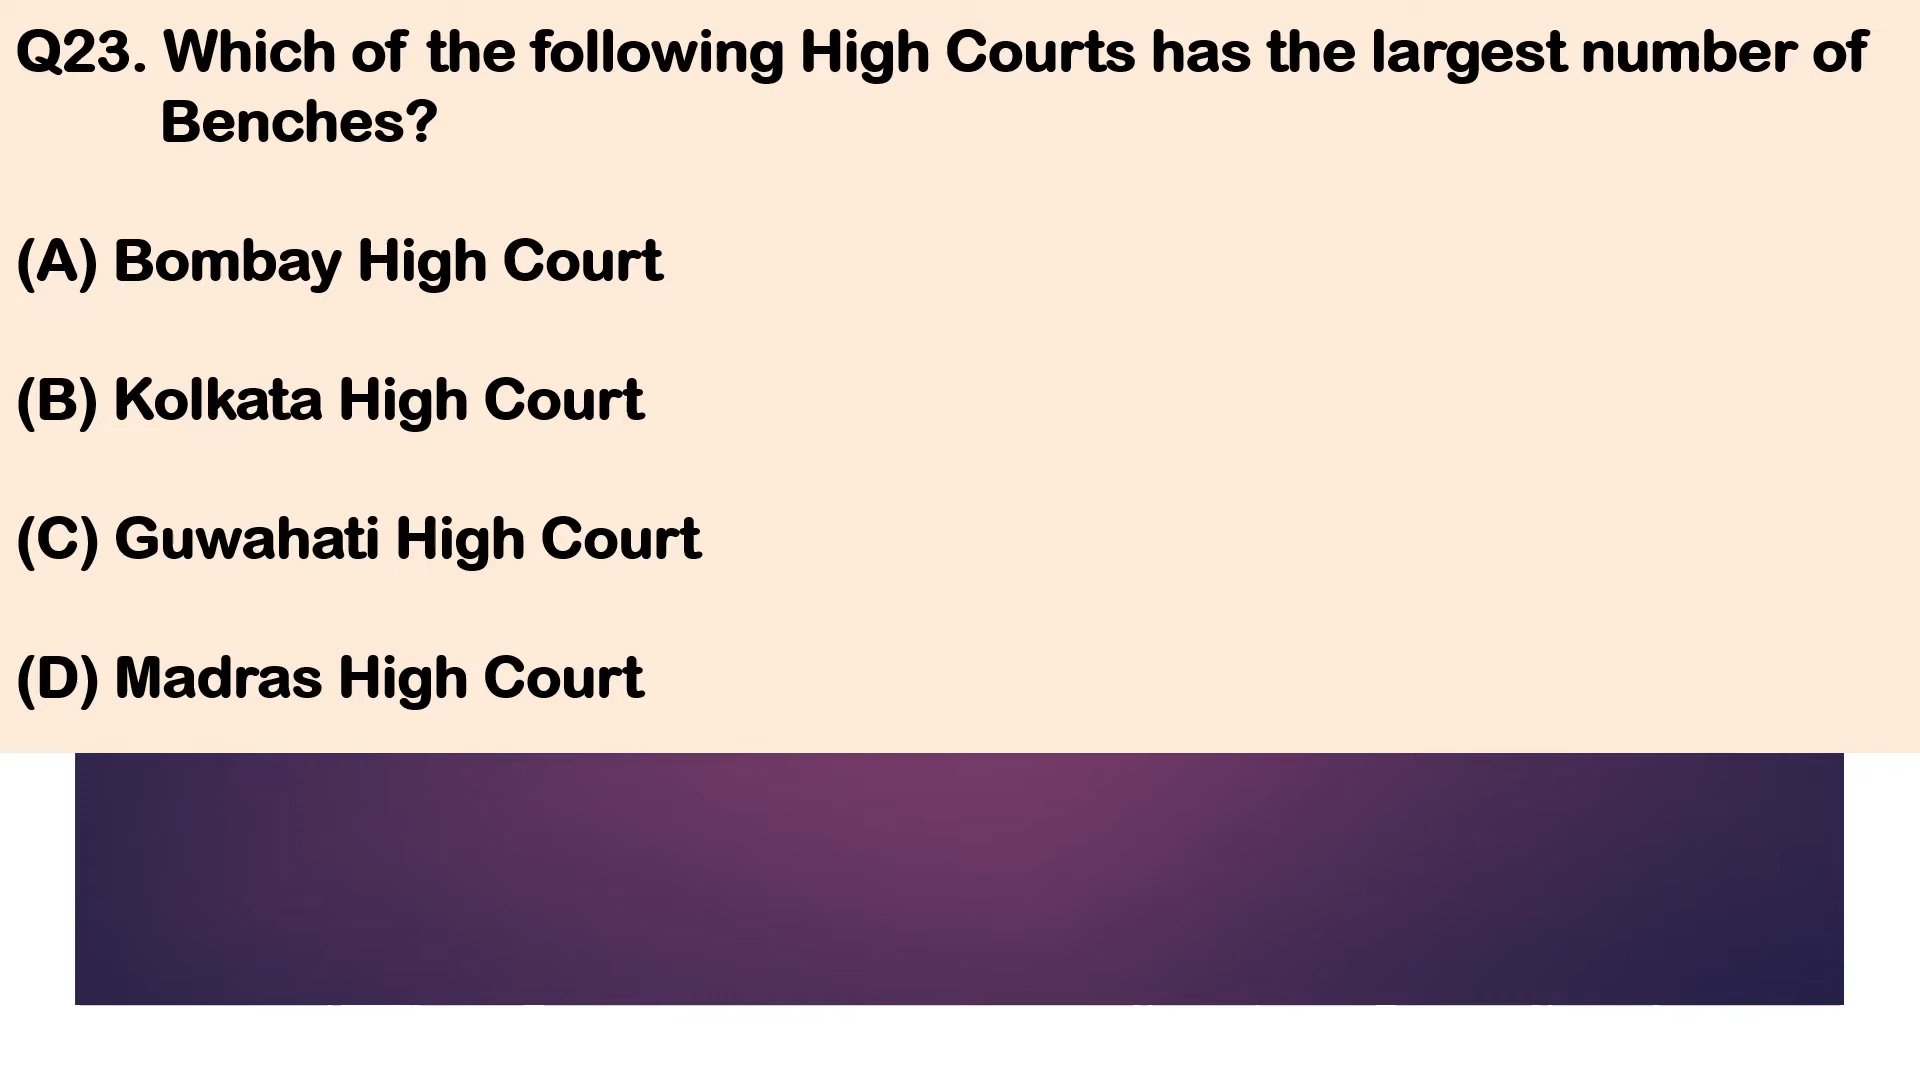 Q23. Which of the following High Courts has the largest number of
Benches?
(A) Bombay High Court
(B) Kolkata High Court
(C) Guwahati High Court
(D) Madras High Court